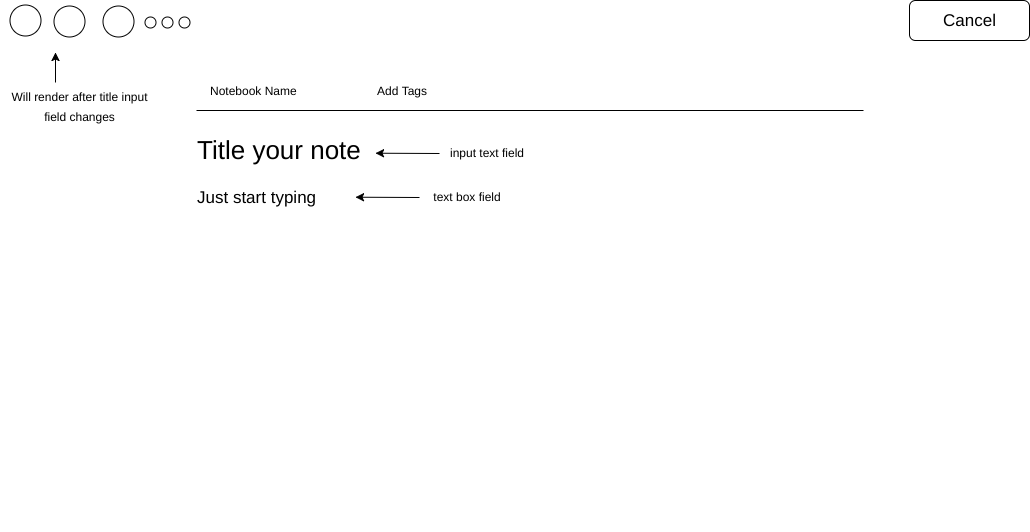 Cancel
Will render after title input
field changes
Notebook Name
Add Tags
Title your note
input text field
Just start typing
text box field